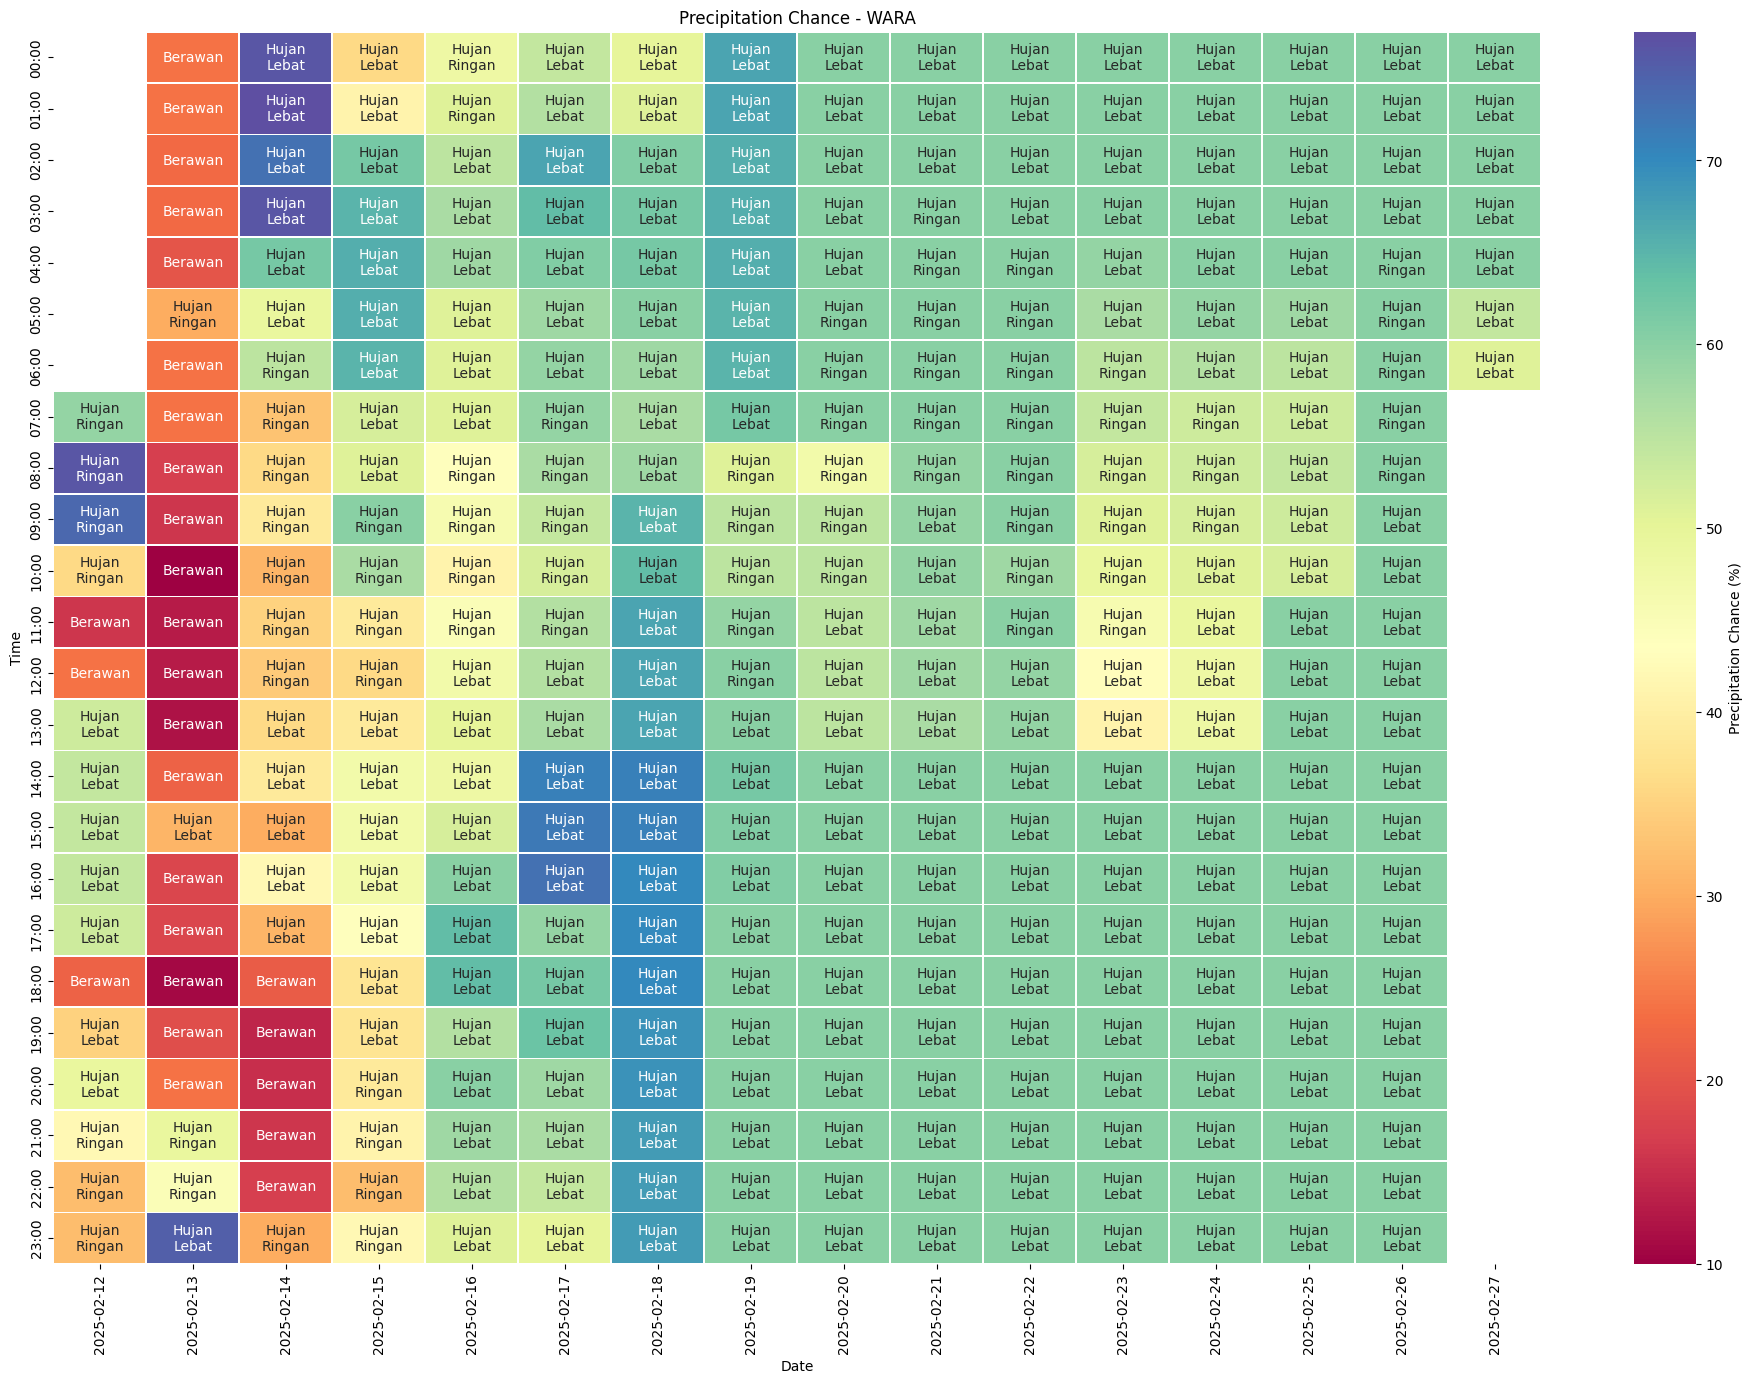 Precipitation Chance - WARA
00:00 Berawan Hujan Lebat Hujan Lebat Hujan Ringan Hujan Lebat Hujan Lebat Hujan Lebat Hujan Lebat Hujan Lebat Hujan Lebat Hujan Lebat Hujan Lebat Hujan Lebat Hujan Lebat Hujan Lebat
01:00 Berawan Hujan Lebat Hujan Lebat Hujan Ringan Hujan Lebat Hujan Lebat Hujan Lebat Hujan Lebat Hujan Lebat Hujan Lebat Hujan Lebat Hujan Lebat Hujan Lebat Hujan Lebat Hujan Lebat
02:00 Berawan Hujan Lebat Hujan Lebat Hujan Lebat Hujan Lebat Hujan Lebat Hujan Lebat Hujan Lebat Hujan Lebat Hujan Lebat Hujan Lebat Hujan Lebat Hujan Lebat Hujan Lebat Hujan Lebat
03:00 Berawan Hujan Lebat Hujan Lebat Hujan Lebat Hujan Lebat Hujan Lebat Hujan Lebat Hujan Lebat Hujan Ringan Hujan Lebat Hujan Lebat Hujan Lebat Hujan Lebat Hujan Lebat Hujan Lebat
04:00 Berawan Hujan Lebat Hujan Lebat Hujan Lebat Hujan Lebat Hujan Lebat Hujan Lebat Hujan Lebat Hujan Ringan Hujan Ringan Hujan Lebat Hujan Lebat Hujan Lebat Hujan Ringan Hujan Lebat
05:00 Hujan Ringan Hujan Lebat Hujan Lebat Hujan Lebat Hujan Lebat Hujan Lebat Hujan Lebat Hujan Ringan Hujan Ringan Hujan Ringan Hujan Lebat Hujan Lebat Hujan Lebat Hujan Ringan Hujan Lebat
06:00 Berawan Hujan Ringan Hujan Lebat Hujan Lebat Hujan Lebat Hujan Lebat Hujan Lebat Hujan Ringan Hujan Ringan Hujan Ringan Hujan Ringan Hujan Lebat Hujan Lebat Hujan Ringan Hujan Lebat
07:00 Hujan Ringan Berawan Hujan Ringan Hujan Lebat Hujan Lebat Hujan Ringan Hujan Lebat Hujan Lebat Hujan Ringan Hujan Ringan Hujan Ringan Hujan Ringan Hujan Ringan Hujan Lebat Hujan Ringan
08:00 Hujan Ringan Berawan Hujan Ringan Hujan Lebat Hujan Ringan Hujan Ringan Hujan Lebat Hujan Ringan Hujan Ringan Hujan Ringan Hujan Ringan Hujan Ringan Hujan Ringan Hujan Lebat Hujan Ringan
09:00 Hujan Ringan Berawan Hujan Ringan Hujan Ringan Hujan Ringan Hujan Ringan Hujan Lebat Hujan Ringan Hujan Ringan Hujan Ringan Hujan Ringan Hujan Ringan Hujan Ringan Hujan Lebat Hujan Lebat
10:00 Hujan Ringan Berawan Hujan Ringan Hujan Ringan Hujan Ringan Hujan Ringan Hujan Lebat Hujan Ringan Hujan Ringan Hujan Lebat Hujan Ringan Hujan Ringan Hujan Lebat Hujan Lebat Hujan Lebat
11:00 Berawan Berawan Hujan Ringan Hujan Ringan Hujan Ringan Hujan Ringan Hujan Lebat Hujan Ringan Hujan Lebat Hujan Lebat Hujan Ringan Hujan Ringan Hujan Lebat Hujan Lebat Hujan Lebat
12:00 Berawan Berawan Hujan Ringan Hujan Ringan Hujan Lebat Hujan Lebat Hujan Lebat Hujan Ringan Hujan Lebat Hujan Lebat Hujan Lebat Hujan Lebat Hujan Lebat Hujan Lebat Hujan Lebat
13:00 Hujan Lebat Berawan Hujan Lebat Hujan Lebat Hujan Lebat Hujan Lebat Hujan Lebat Hujan Lebat Hujan Lebat Hujan Lebat Hujan Lebat Hujan Lebat Hujan Lebat Hujan Lebat Hujan Lebat
14:00 Hujan Lebat Berawan Hujan Lebat Hujan Lebat Hujan Lebat Hujan Lebat Hujan Lebat Hujan Lebat Hujan Lebat Hujan Lebat Hujan Lebat Hujan Lebat Hujan Lebat Hujan Lebat Hujan Lebat
15:00 Hujan Lebat Hujan Lebat Hujan Lebat Hujan Lebat Hujan Lebat Hujan Lebat Hujan Lebat Hujan Lebat Hujan Lebat Hujan Lebat Hujan Lebat Hujan Lebat Hujan Lebat Hujan Lebat Hujan Lebat
16:00 Hujan Lebat Berawan Hujan Lebat Hujan Lebat Hujan Lebat Hujan Lebat Hujan Lebat Hujan Lebat Hujan Lebat Hujan Lebat Hujan Lebat Hujan Lebat Hujan Lebat Hujan Lebat Hujan Lebat
17:00 Hujan Lebat Berawan Hujan Lebat Hujan Lebat Hujan Lebat Hujan Lebat Hujan Lebat Hujan Lebat Hujan Lebat Hujan Lebat Hujan Lebat Hujan Lebat Hujan Lebat Hujan Lebat Hujan Lebat
18:00 Berawan Berawan Berawan Hujan Lebat Hujan Lebat Hujan Lebat Hujan Lebat Hujan Lebat Hujan Lebat Hujan Lebat Hujan Lebat Hujan Lebat Hujan Lebat Hujan Lebat Hujan Lebat
19:00 Hujan Lebat Berawan Berawan Hujan Lebat Hujan Lebat Hujan Lebat Hujan Lebat Hujan Lebat Hujan Lebat Hujan Lebat Hujan Lebat Hujan Lebat Hujan Lebat Hujan Lebat Hujan Lebat
20:00 Hujan Lebat Berawan Berawan Hujan Ringan Hujan Lebat Hujan Lebat Hujan Lebat Hujan Lebat Hujan Lebat Hujan Lebat Hujan Lebat Hujan Lebat Hujan Lebat Hujan Lebat Hujan Lebat
21:00 Hujan Ringan Hujan Ringan Berawan Hujan Ringan Hujan Lebat Hujan Lebat Hujan Lebat Hujan Lebat Hujan Lebat Hujan Lebat Hujan Lebat Hujan Lebat Hujan Lebat Hujan Lebat Hujan Lebat
22:00 Hujan Ringan Hujan Ringan Berawan Hujan Ringan Hujan Lebat Hujan Lebat Hujan Lebat Hujan Lebat Hujan Lebat Hujan Lebat Hujan Lebat Hujan Lebat Hujan Lebat Hujan Lebat Hujan Lebat
23:00 Hujan Ringan Hujan Lebat Hujan Ringan Hujan Ringan Hujan Lebat Hujan Lebat Hujan Lebat Hujan Lebat Hujan Lebat Hujan Lebat Hujan Lebat Hujan Lebat Hujan Lebat Hujan Lebat Hujan Lebat
Time
2025-02-12 2025-02-13 2025-02-14 2025-02-15 2025-02-16 2025-02-17 2025-02-18 2025-02-19 2025-02-20 2025-02-21 2025-02-22 2025-02-23 2025-02-24 2025-02-25 2025-02-26 2025-02-27
Date
70
60
50
40
30
20
10
Precipitation Chance (%)